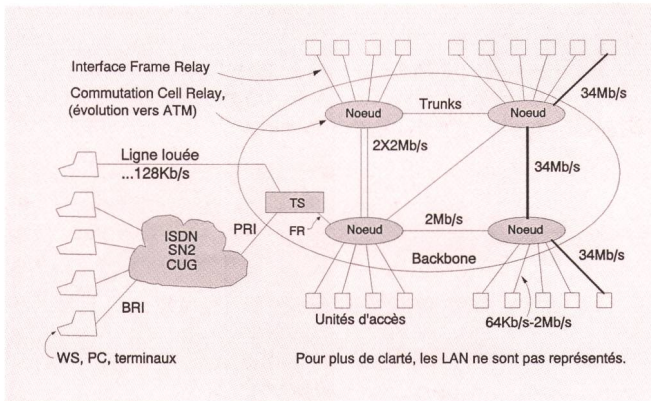 Interface Frame Relay
Commutation Cell Relay,
(évolution vers ATM)
Noeud
Trunks
Noeud
34Mb/s
2X2Mb/s
34Mb/s
Ligne louée
...128Kb/s
TS
PRI
FR
Noeud
2Mb/s
Noeud
ISDN
SN2
CUG
Backbone
34Mb/s
BRI
Unités d'accès
64Kb/s-2Mb/s
WS, PC, terminaux
Pour plus de clarté, les LAN ne sont pas représentés.